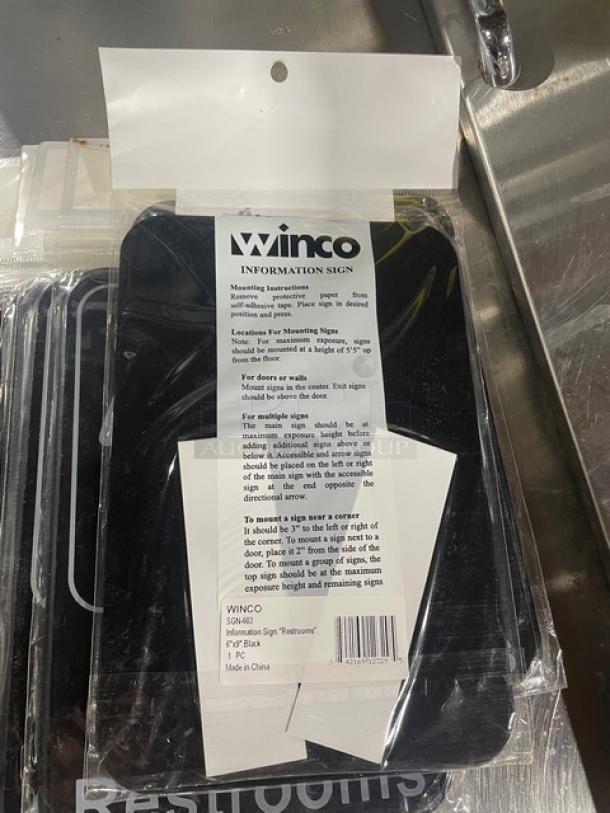 Winco
INFORMATION SIGN
Mounting Instructions
Remove protective paper from
self-adhesive tape. Place sign in desired
position and press.
Locations For Mounting Signs
Note: For maximum exposure, signs
should be mounted at a height of 5'5" up
from the floor.
For doors or walls
Mount signs in the center. Exit signs
should be above the door.
For multiple signs
The main sign should be at
maximum exposure height before
adding additional signs above or
below it. Accessible and arrow signs
should be placed on the left or right
of the main sign with the accessible
sign at the end opposite the
directional arrow.
To mount a sign near a corner
It should be 3" to the left or right of
the corner. To mount a sign next to a
door, place it 2" from the side of the
door. To mount a group of signs, the
top sign should be at the maximum
exposure height and remaining signs
WINCO
SGN-683
Information Sign,"Restrooms"
6"x9",Black
1 PC
Made in China
42169 12329 5
Restrooms